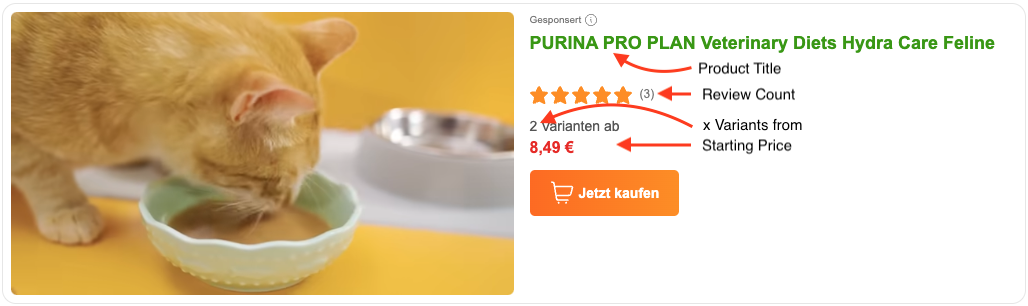 Gesponsert
PURINA PRO PLAN Veterinary Diets Hydra Care Feline
Product Title
(3)
Review Count
2 Varianten ab
x Variants from
8,49 €
Starting Price
Jetzt kaufen